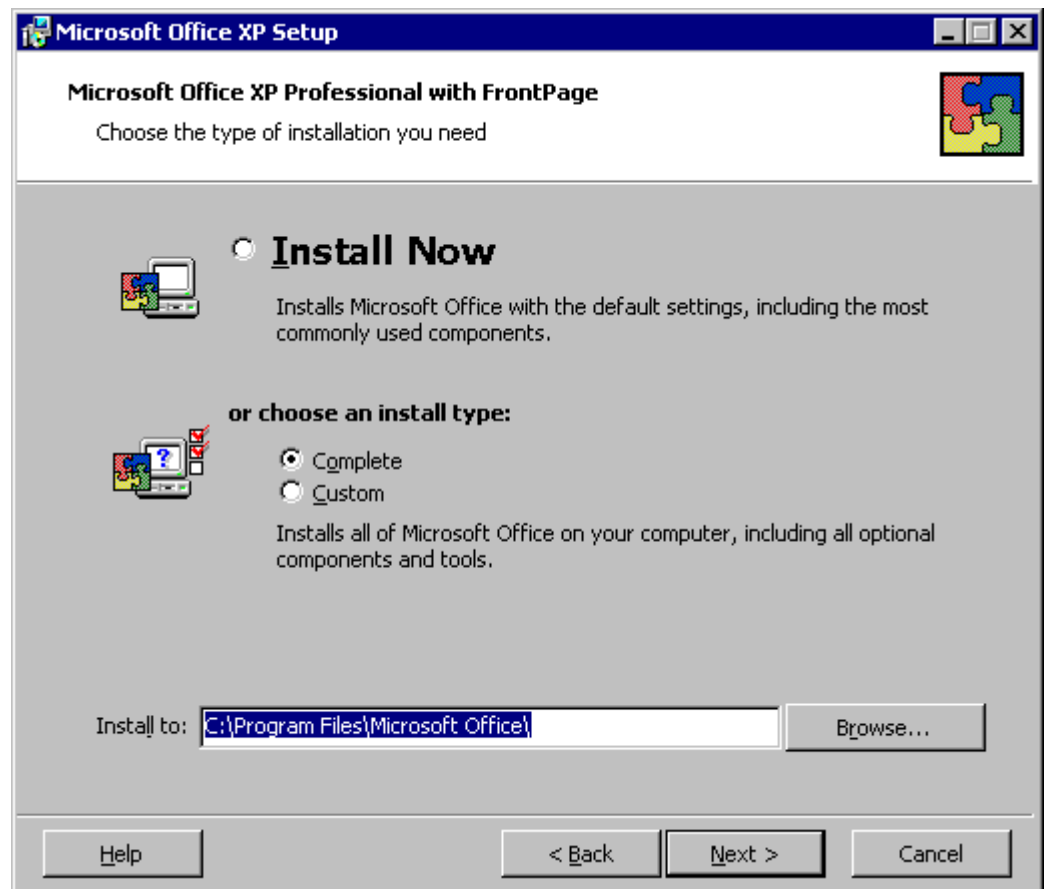 Microsoft Office XP Setup
Microsoft Office XP Professional with FrontPage
Choose the type of installation you need
Install Now
Installs Microsoft Office with the default settings, including the most
commonly used components.
or choose an install type:
?
Complete
Custom
Installs all of Microsoft Office on your computer, including all optional
components and tools.
Install to: C:\Program Files\Microsoft Office\ Browse...
Help < Back Next > Cancel